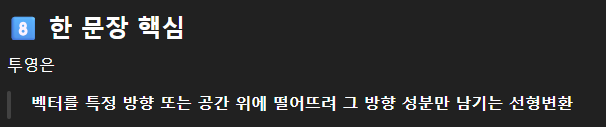 8 한 문장 핵심
투영은
벡터를 특정 방향 또는 공간 위에 떨어뜨려 그 방향 성분만 남기는 선형변환